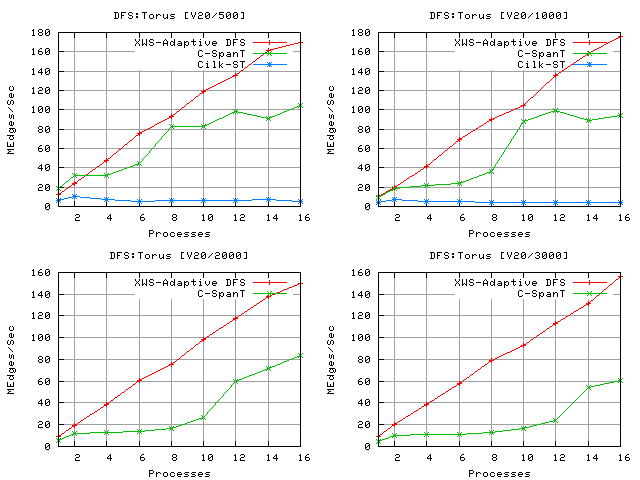 DFS:Torus [V20/500]
MEdges/Sec
180
160
140
120
100
80
60
40
20
0
XWS-Adaptive DFS
C-SpanT
Cilk-ST
2 4 6 8 10 12 14 16
Processes
DFS:Torus [V20/1000]
MEdges/Sec
180
160
140
120
100
80
60
40
20
0
XWS-Adaptive DFS
C-SpanT
Cilk-ST
2 4 6 8 10 12 14 16
Processes
DFS:Torus [V20/2000]
MEdges/Sec
160
140
120
100
80
60
40
20
0
XWS-Adaptive DFS
C-SpanT
2 4 6 8 10 12 14 16
Processes
DFS:Torus [V20/3000]
MEdges/Sec
160
140
120
100
80
60
40
20
0
XWS-Adaptive DFS
C-SpanT
2 4 6 8 10 12 14 16
Processes